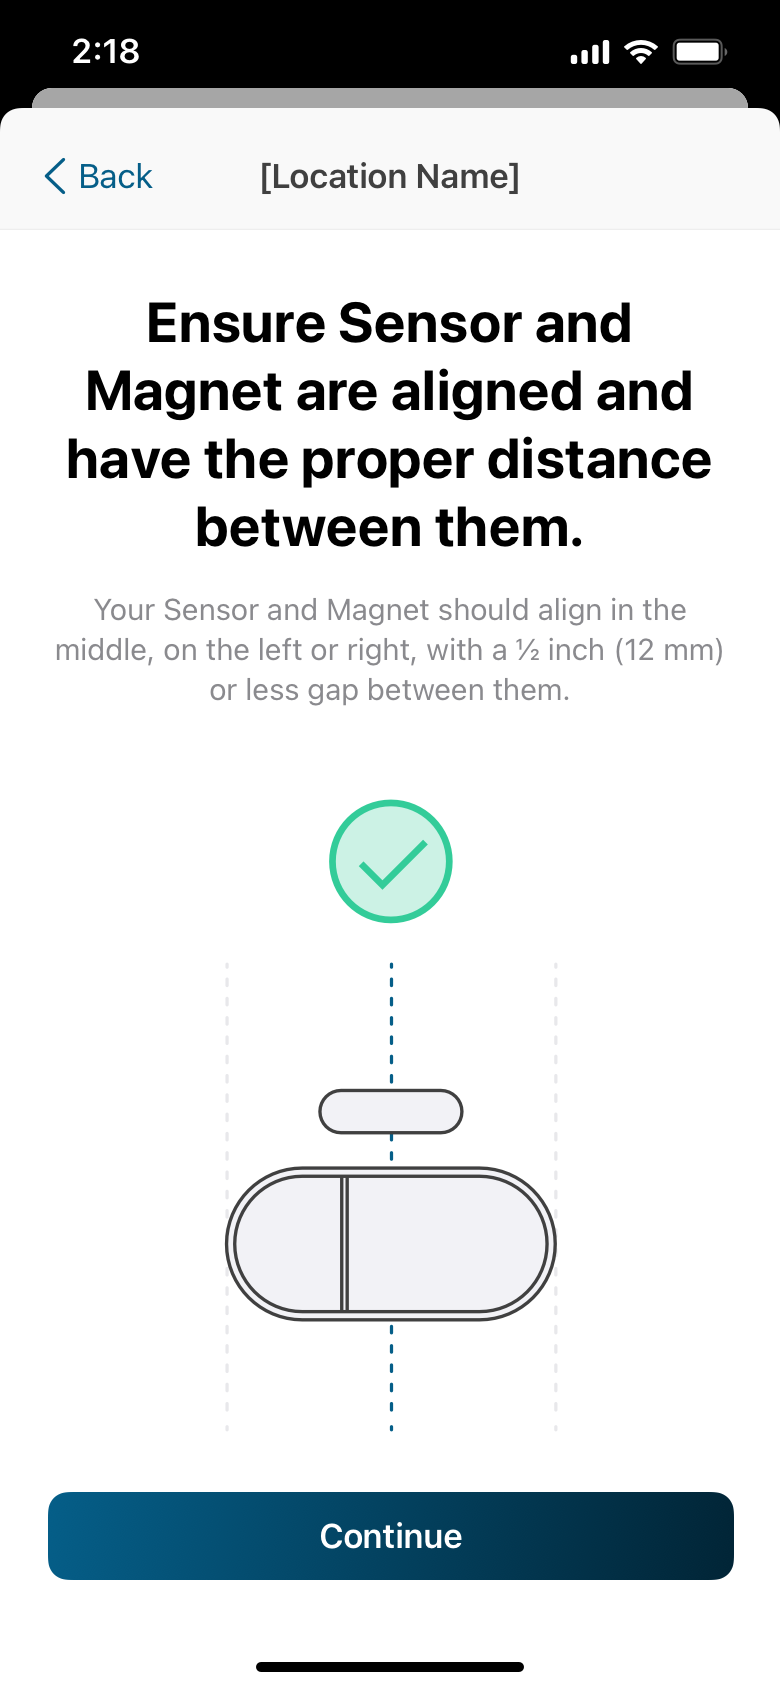 2:18
Back
[Location Name]
Ensure Sensor and
Magnet are aligned and
have the proper distance
between them.
Your Sensor and Magnet should align in the
middle, on the left or right, with a ½ inch (12 mm)
or less gap between them.
Continue